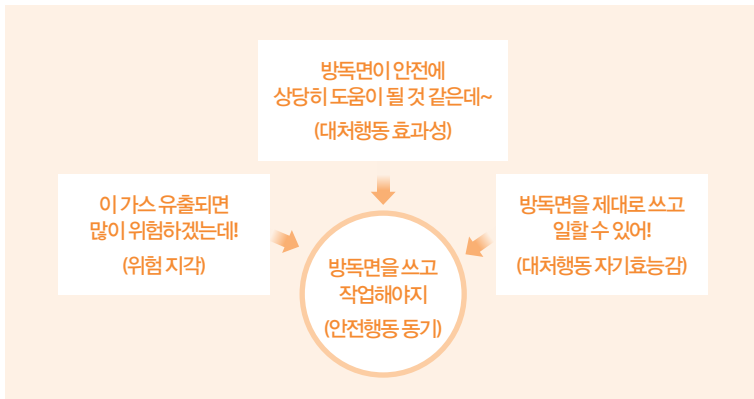 방독면이 안전에
상당히 도움이 될 것 같은데~
(대처행동 효과성)
이 가스 유출되면
많이 위험하겠는데!
(위험 지각)
방독면을 제대로 쓰고
일할 수 있어!
(대처행동 자기효능감)
방독면을 쓰고
작업해야지
(안전행동 동기)